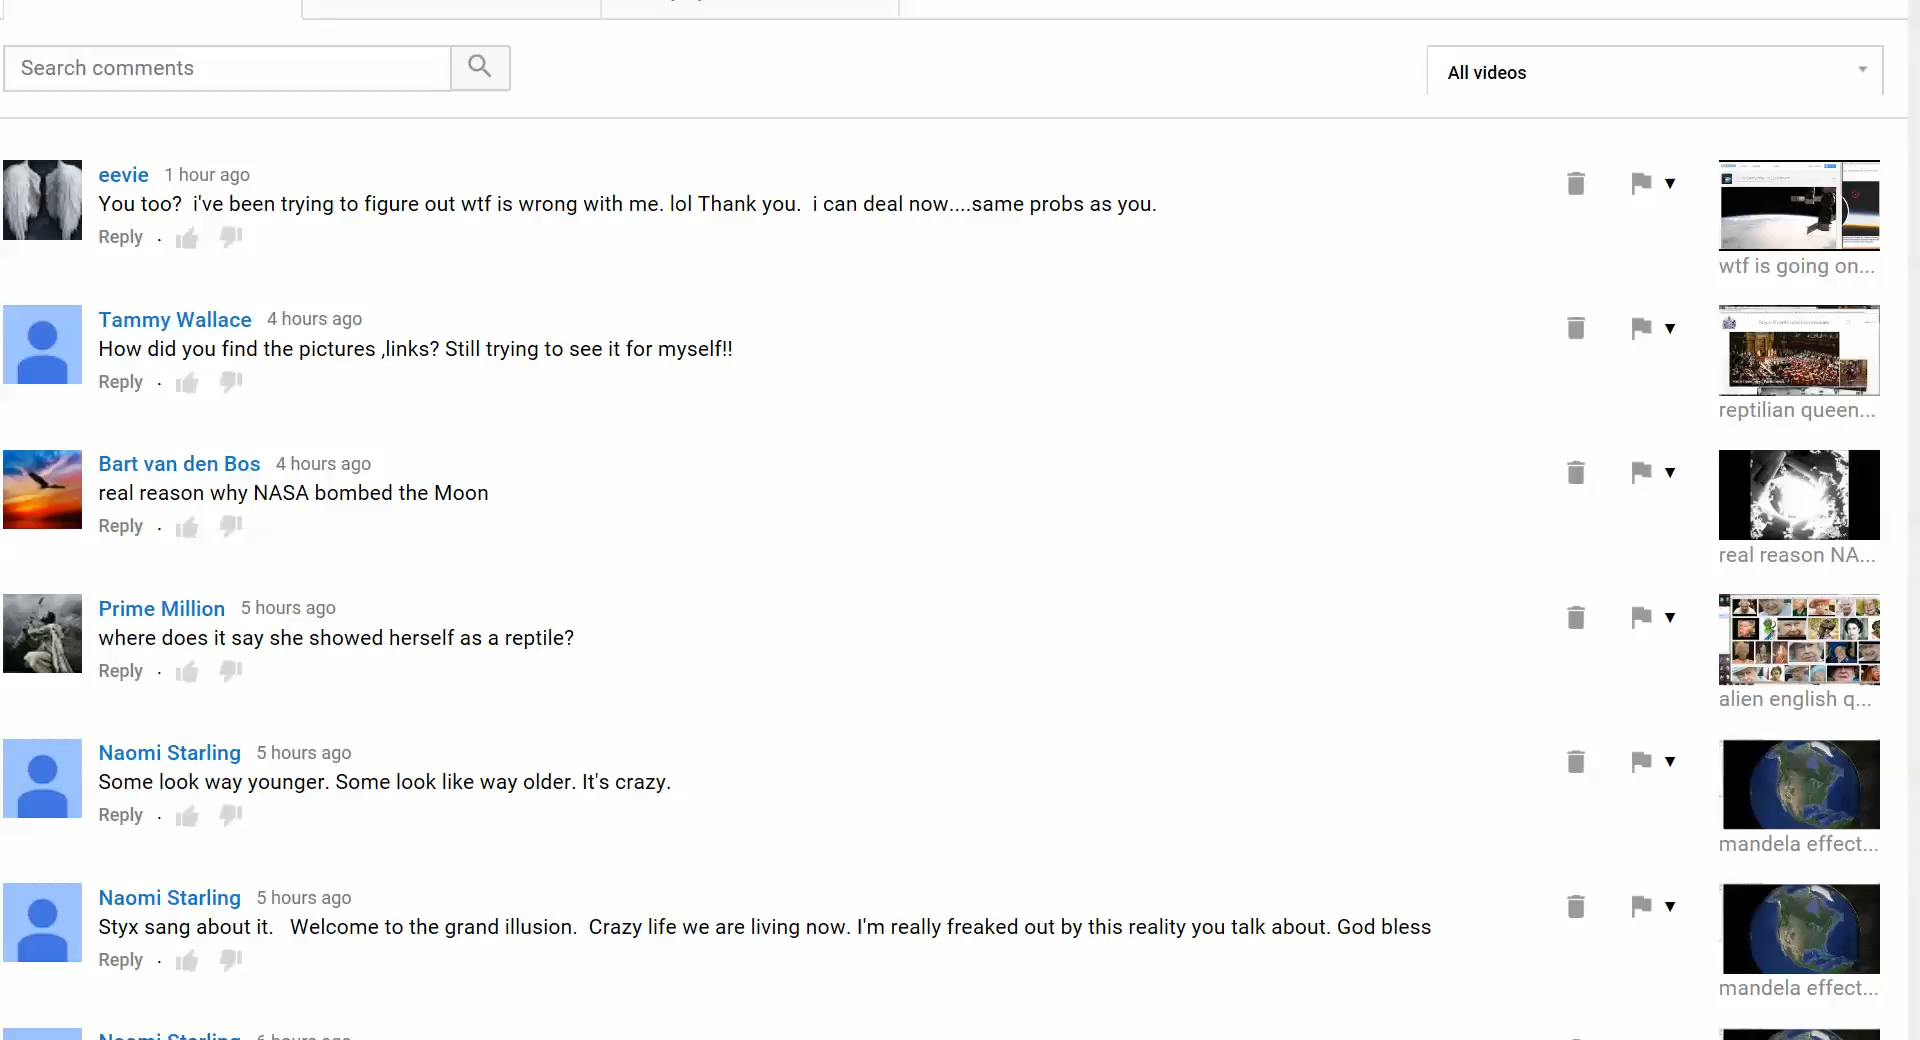 Search comments
All videos
eevie 1 hour ago
You too?  i've been trying to figure out wtf is wrong with me. lol Thank you.  i can deal now....same probs as you.
Reply .
wtf is going on...
Tammy Wallace 4 hours ago
How did you find the pictures ,links? Still trying to see it for myself!!
Reply .
reptilian queen...
Bart van den Bos 4 hours ago
real reason why NASA bombed the Moon
Reply .
real reason NA...
Prime Million 5 hours ago
where does it say she showed herself as a reptile?
Reply .
alien english q...
Naomi Starling 5 hours ago
Some look way younger. Some look like way older. It's crazy.
Reply .
mandela effect...
Naomi Starling 5 hours ago
Styx sang about it.   Welcome to the grand illusion.  Crazy life we are living now. I'm really freaked out by this reality you talk about. God bless
Reply .
mandela effect...
Naomi Starling 6 hours ago